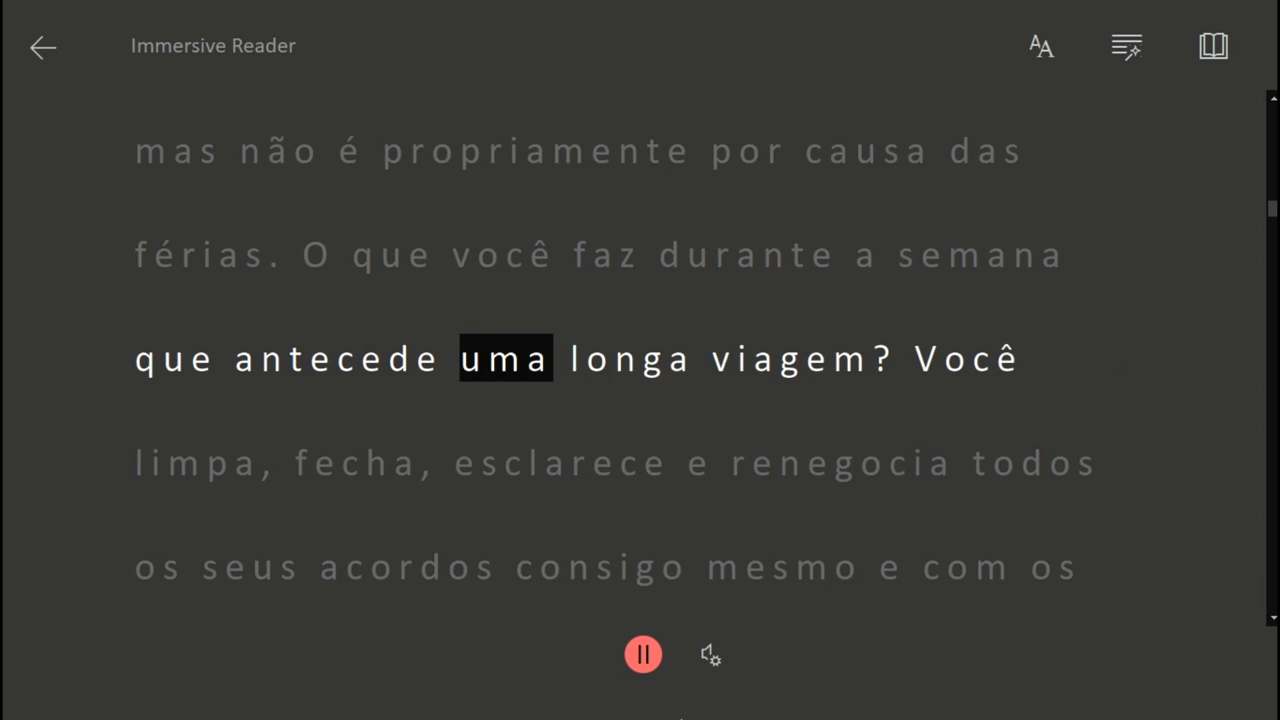 Immersive Reader
mas não é propriamente por causa das
férias. O que você faz durante a semana
que antecede uma longa viagem? Você
limpa, fecha, esclarece e renegocia todos
os seus acordos consigo mesmo e com os